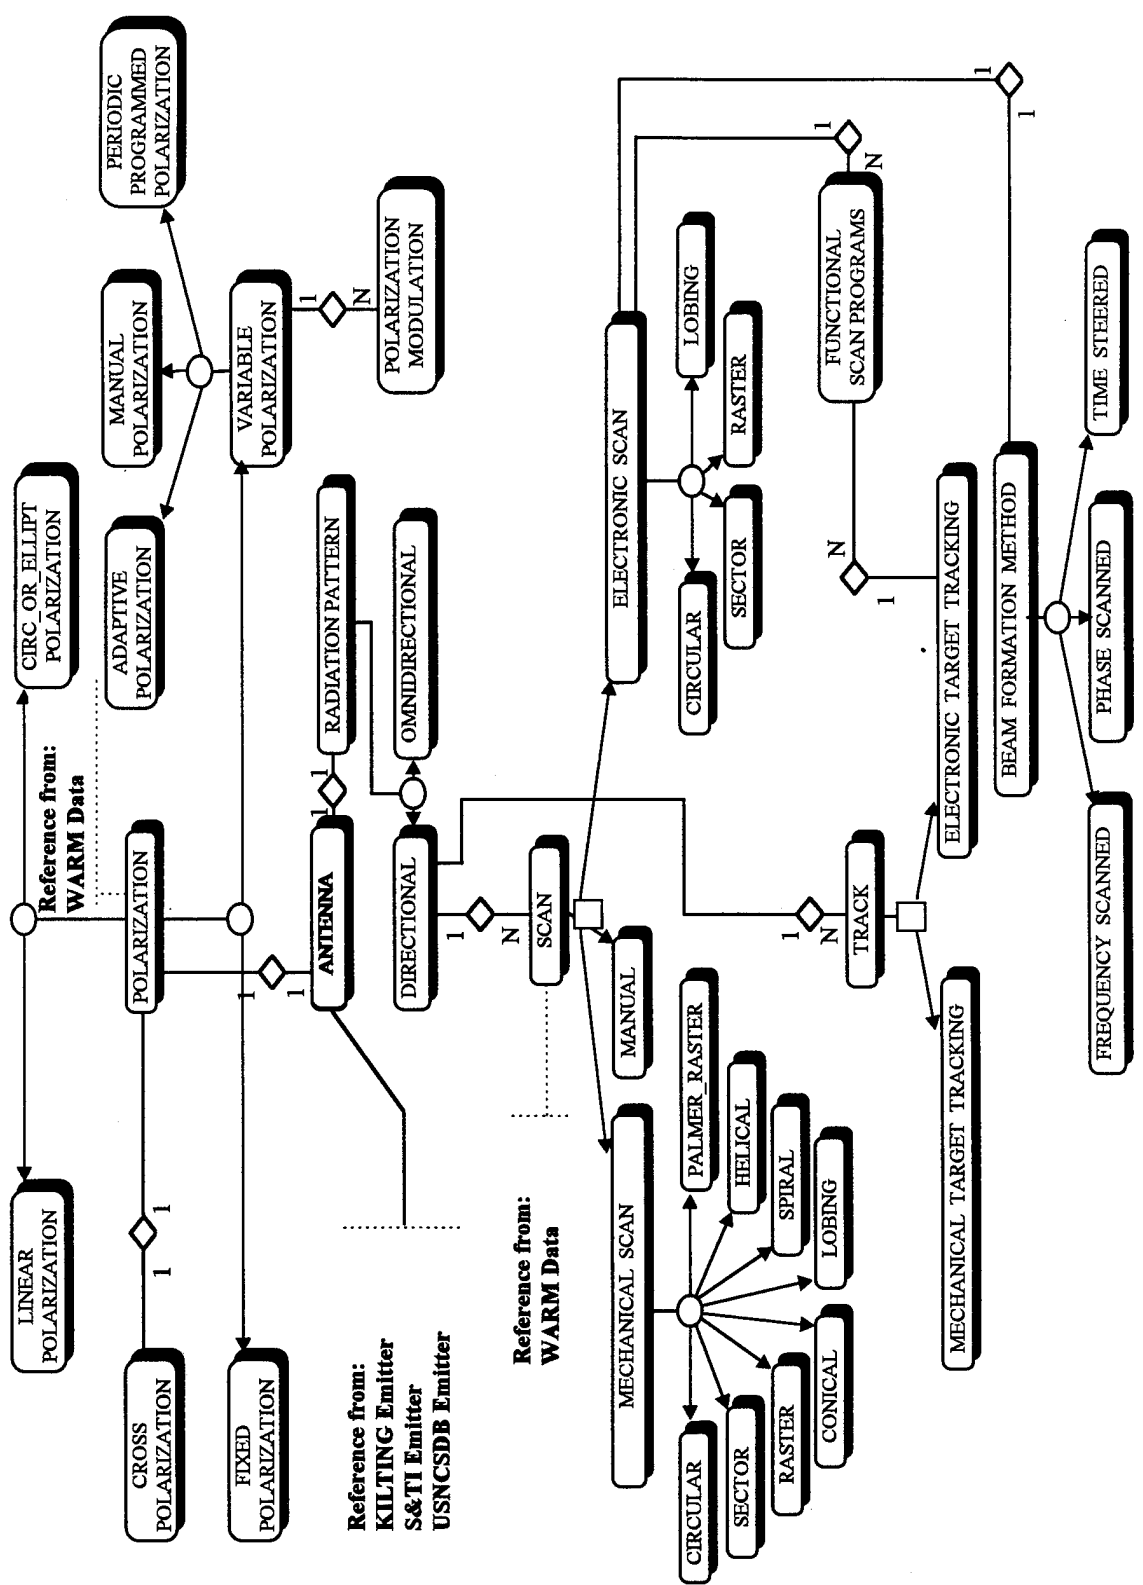 LINEAR
POLARIZATION
CIRC_OR_ELLIPT
POLARIZATION
Reference from:
WARM Data
CROSS
POLARIZATION
1
1
POLARIZATION
ADAPTIVE
POLARIZATION
MANUAL
POLARIZATION
PERIODIC
PROGRAMMED
POLARIZATION
FIXED
POLARIZATION
VARIABLE
POLARIZATION
1
1
ANTENNA
1
1
RADIATION PATTERN
1
N
POLARIZATION
MODULATION
Reference from:
KILTING Emitter
S&TI Emitter
USNCSDB Emitter
DIRECTIONAL
OMNIDIRECTIONAL
1
N
SCAN
Reference from:
WARM Data
MECHANICAL SCAN
MANUAL
ELECTRONIC SCAN
CIRCULAR
PALMER_RASTER
SECTOR
HELICAL
RASTER
SPIRAL
CONICAL
LOBING
CIRCULAR
LOBING
SECTOR
RASTER
1
N
TRACK
1
N
FUNCTIONAL
SCAN PROGRAMS
N
1
MECHANICAL TARGET TRACKING
ELECTRONIC TARGET TRACKING
1
1
BEAM FORMATION METHOD
FREQUENCY SCANNED
PHASE SCANNED
TIME STEERED